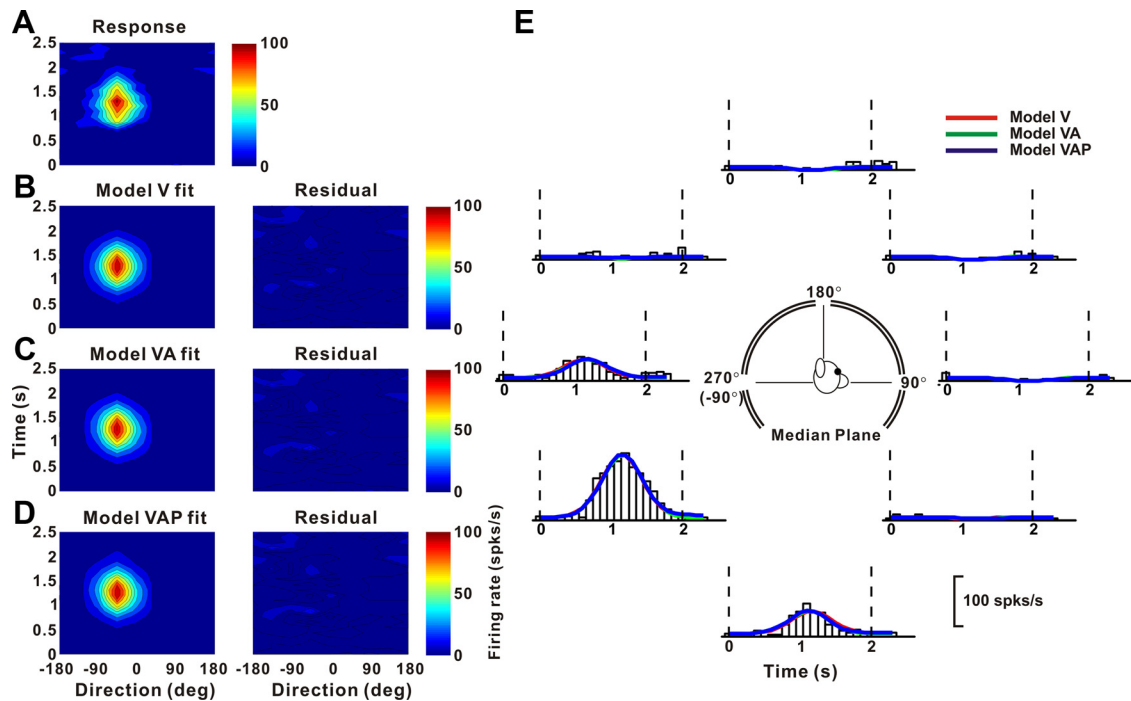 A
Response
2.5
2
1.5
1
0.5
0
100
50
0
B
Model V fit
Residual
2.5
2
1.5
1
0.5
0
100
50
0
C
Model VA fit
Residual
2.5
2
1.5
1
0.5
0
100
50
0
Time (s)
D
Model VAP fit
Residual
2.5
2
1.5
1
0.5
0
100
50
0
Firing rate (spks/s)
-180 -90 0 90 180
-180 -90 0 90 180
Direction (deg)
Direction (deg)
E
Model V
Model VA
Model VAP
0 1 2
0 1 2
0 1 2
180°
270°
(-90°)
90°
Median Plane
0 1 2
0 1 2
0 1 2
0 1 2
0 1 2
100 spks/s
Time (s)